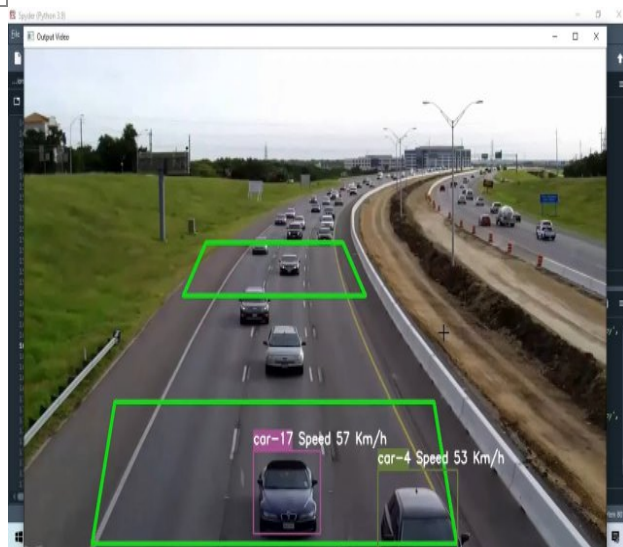 Spyder (Python 3.8)
Output Video
car-17 Speed 57 Km/h
car-4 Speed 53 Km/h